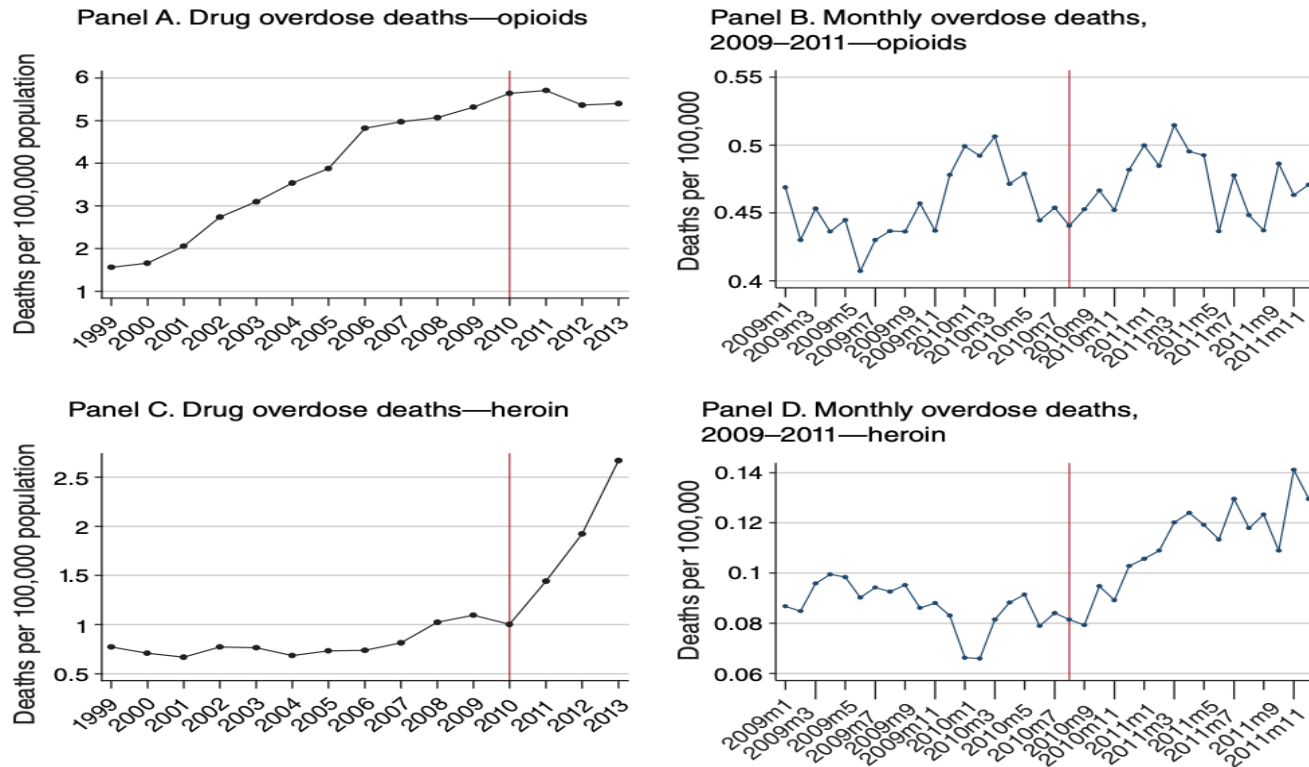 Panel A. Drug overdose deaths—opioids
Deaths per 100,000 population
6
5
4
3
2
1
1999
2000
2001
2002
2003
2004
2005
2006
2007
2008
2009
2010
2011
2012
2013
Panel B. Monthly overdose deaths,
2009–2011—opioids
Deaths per 100,000
0.55
0.5
0.45
0.4
2009m1
2009m3
2009m5
2009m7
2009m9
2009m11
2010m1
2010m3
2010m5
2010m7
2010m9
2010m11
2011m1
2011m3
2011m5
2011m7
2011m9
2011m11
Panel C. Drug overdose deaths—heroin
Deaths per 100,000 population
2.5
2
1.5
1
0.5
1999
2000
2001
2002
2003
2004
2005
2006
2007
2008
2009
2010
2011
2012
2013
Panel D. Monthly overdose deaths,
2009–2011—heroin
Deaths per 100,000
0.14
0.12
0.1
0.08
0.06
2009m1
2009m3
2009m5
2009m7
2009m9
2009m11
2010m1
2010m3
2010m5
2010m7
2010m9
2010m11
2011m1
2011m3
2011m5
2011m7
2011m9
2011m11